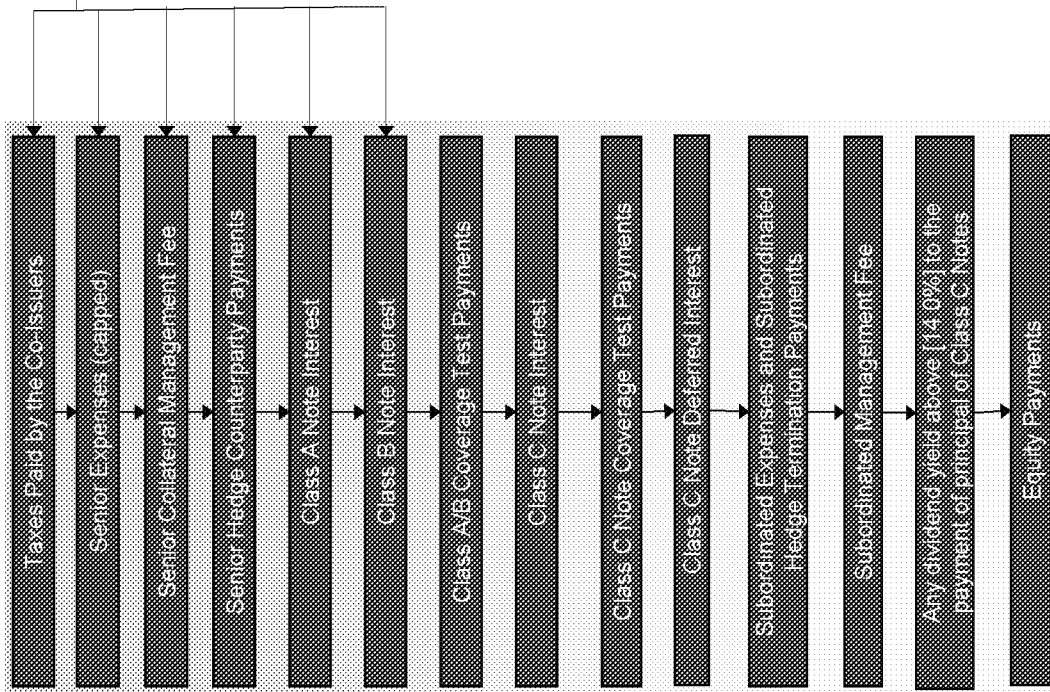 Taxes Paid by the Co-Issuers
Senior Expenses (capped)
Senior Collateral Management Fee
Senior Hedge Counterparty Payments
Class A Note Interest
Class B Note Interest
Class A/B Coverage Test Payments
Class C Note Interest
Class C Note Coverage Test Payments
Class C Note Deferred Interest
Subordinated Expenses and Subordinated
Hedge Termination Payments
Subordinated Management Fee
Any dividend yield above [14.0%] to the
payment of principal of Class C Notes
Equity Payments